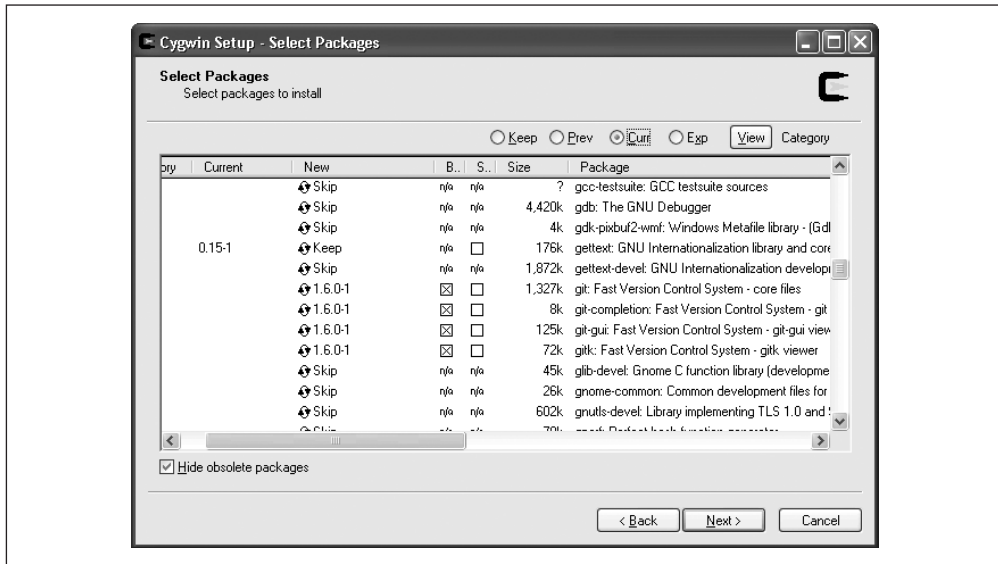 Cygwin Setup - Select Packages
Select Packages
Select packages to install
Keep Prev Curr Exp View Category
ory Current New B.. S.. Size Package
Skip n/a n/a ? gcc-testsuite: GCC testsuite sources
Skip n/a n/a 4,420k gdb: The GNU Debugger
Skip n/a n/a 4k gdk-pixbuf2-wmf: Windows Metafile library - (Gdl
0.15-1 Keep n/a 176k gettext: GNU Internationalization library and core
Skip n/a n/a 1,872k gettext-devel: GNU Internationalization develop
1.6.0-1 1,327k git: Fast Version Control System - core files
1.6.0-1 8k git-completion: Fast Version Control System - git
1.6.0-1 125k git-gui: Fast Version Control System - git-gui view
1.6.0-1 72k gitk: Fast Version Control System - gitk viewer
Skip n/a n/a 45k glib-devel: Gnome C function library (developme
Skip n/a n/a 26k gnome-common: Common development files for
Skip n/a n/a 602k gnutls-devel: Library implementing TLS 1.0 and
Skip n/a n/a
Hide obsolete packages
< Back Next > Cancel